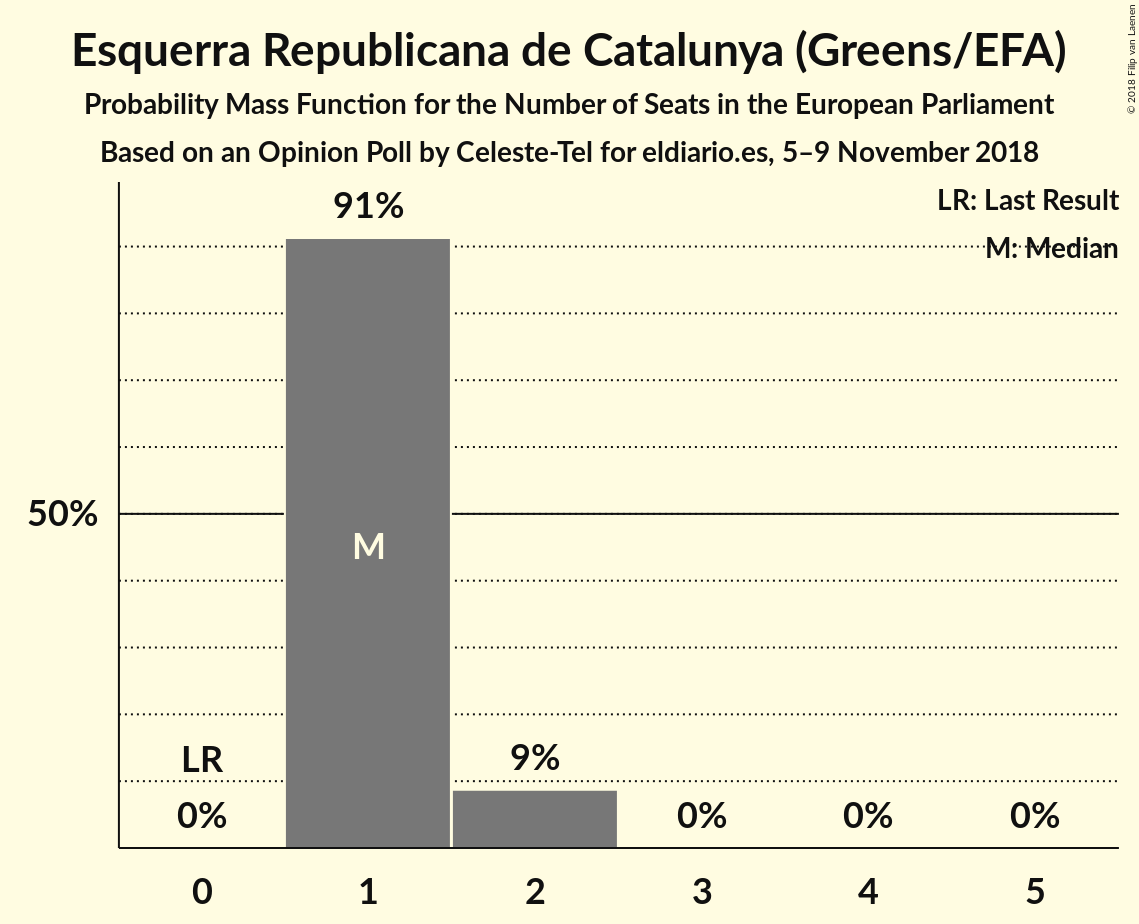 Esquerra Republicana de Catalunya (Greens/EFA)
Probability Mass Function for the Number of Seats in the European Parliament
Based on an Opinion Poll by Celeste-Tel for eldiario.es, 5–9 November 2018
© 2018 Filip van Laenen
LR: Last Result
M: Median
91%
50%
M
LR
9%
0%
0%
0%
0%
0 1 2 3 4 5